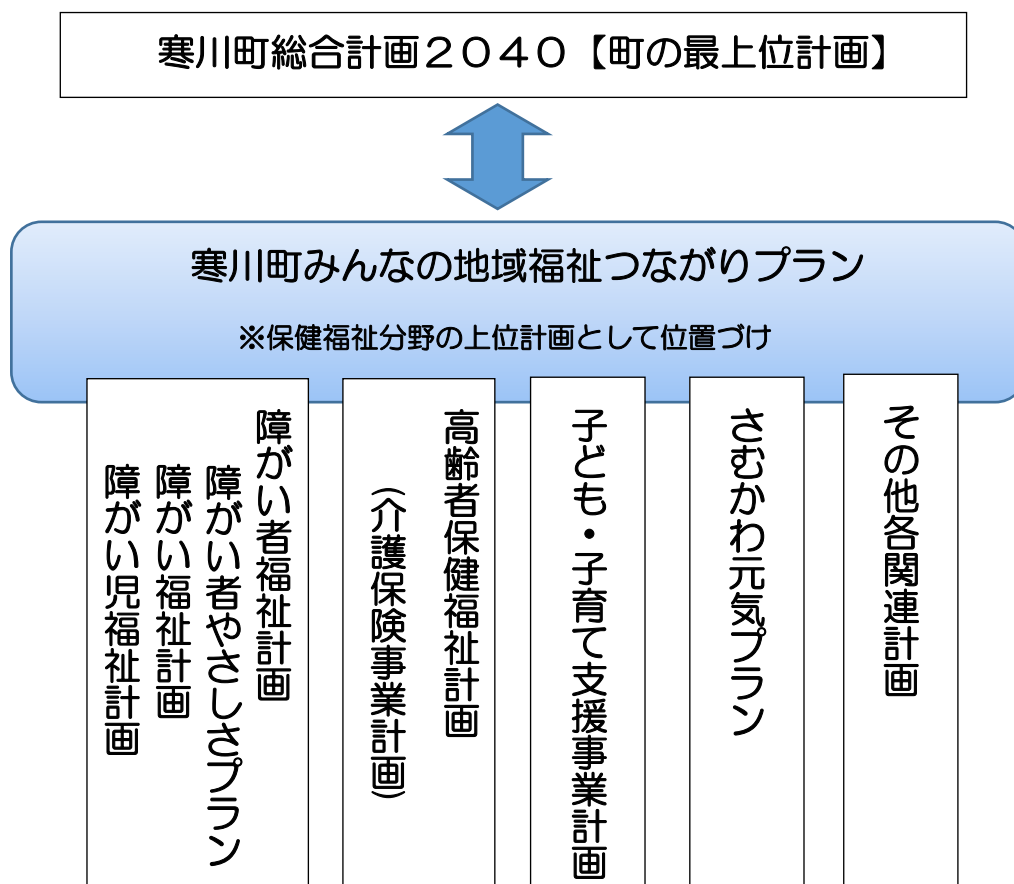 寒川町総合計画２０４０【町の最上位計画】
寒川町みんなの地域福祉つながりプラン
※保健福祉分野の上位計画として位置づけ
障がい者福祉計画
障がい者やさしさプラン
障がい福祉計画
障がい児福祉計画
高齢者保健福祉計画
（介護保険事業計画）
子ども・子育て支援事業計画
さむかわ元気プラン
その他各関連計画